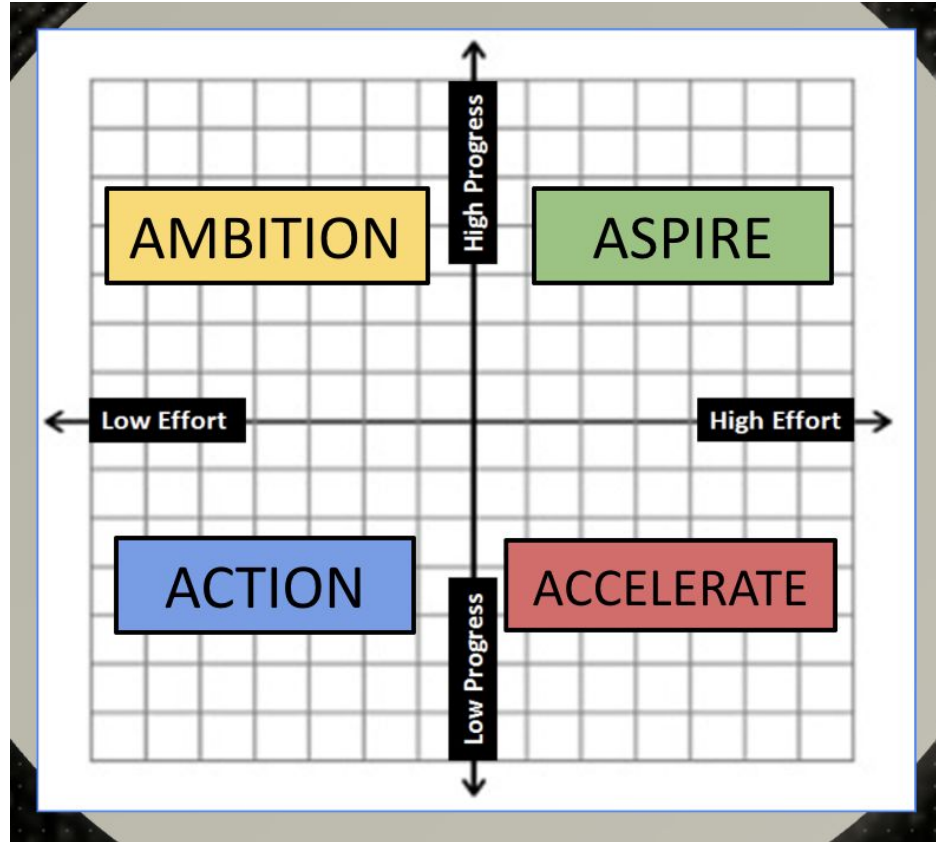 High Progress
AMBITION
ASPIRE
Low Effort
High Effort
ACTION
ACCELERATE
Low Progress